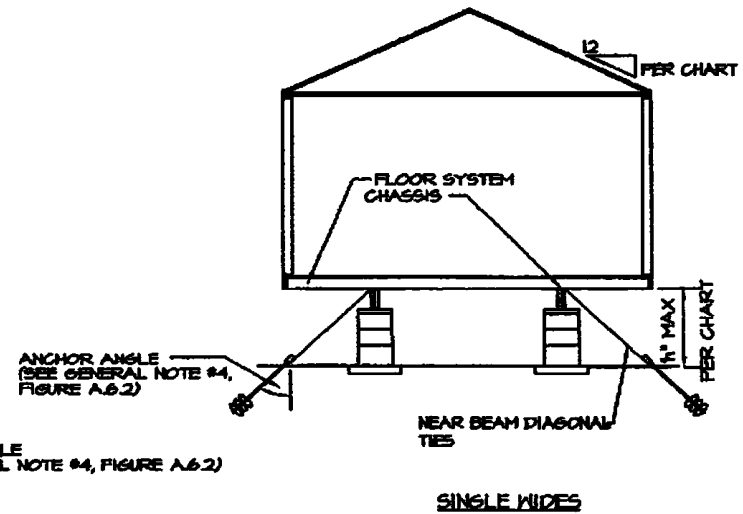 12
PER CHART
FLOOR SYSTEM
CHASSIS
"h" MAX
PER CHART
ANCHOR ANGLE
(SEE GENERAL NOTE #4,
FIGURE A.6.2)
NEAR BEAM DIAGONAL
TIES
LE
L NOTE #4, FIGURE A.6.2)
SINGLE WIDES